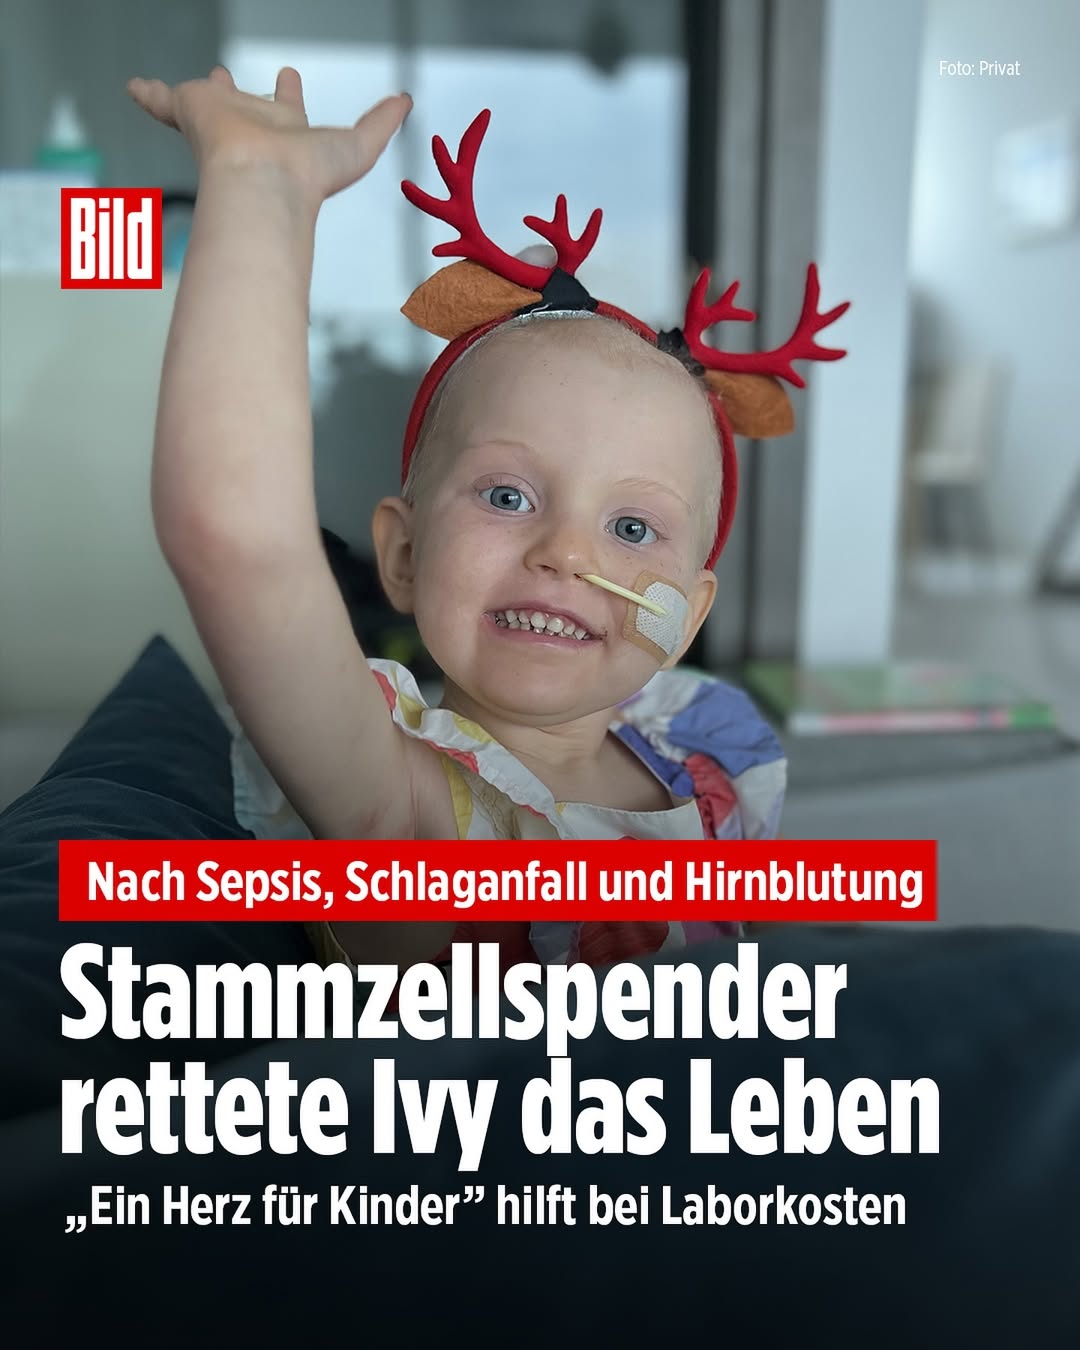 Foto: Privat
Bild
Nach Sepsis, Schlaganfall und Hirnblutung
Stammzellspender
rettete Ivy das Leben
„Ein Herz für Kinder” hilft bei Laborkosten